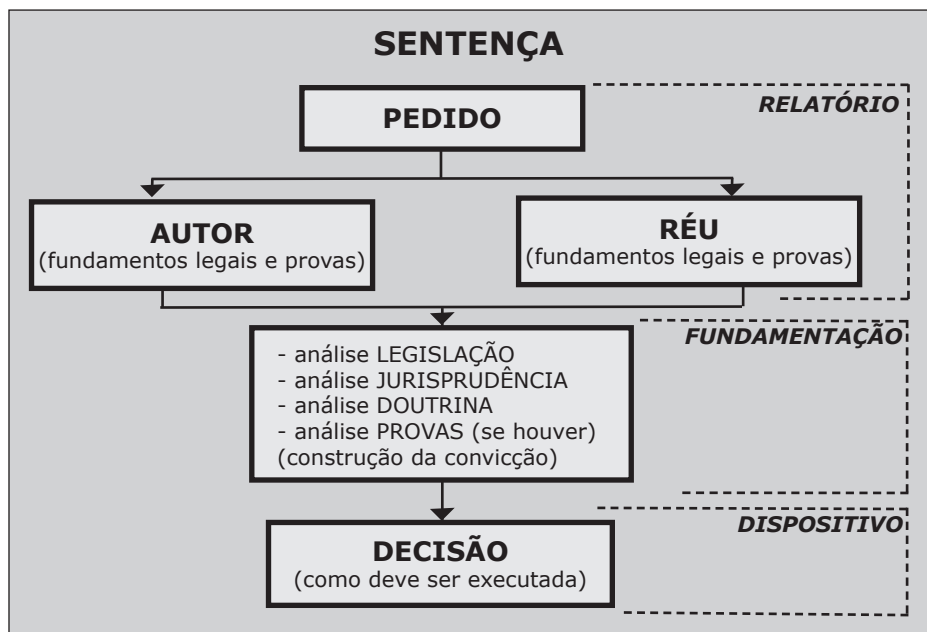 SENTENÇA
RELATÓRIO
PEDIDO
AUTOR
(fundamentos legais e provas)
RÉU
(fundamentos legais e provas)
FUNDAMENTAÇÃO
- análise LEGISLAÇÃO
- análise JURISPRUDÊNCIA
- análise DOUTRINA
- análise PROVAS (se houver)
(construção da convicção)
DISPOSITIVO
DECISÃO
(como deve ser executada)